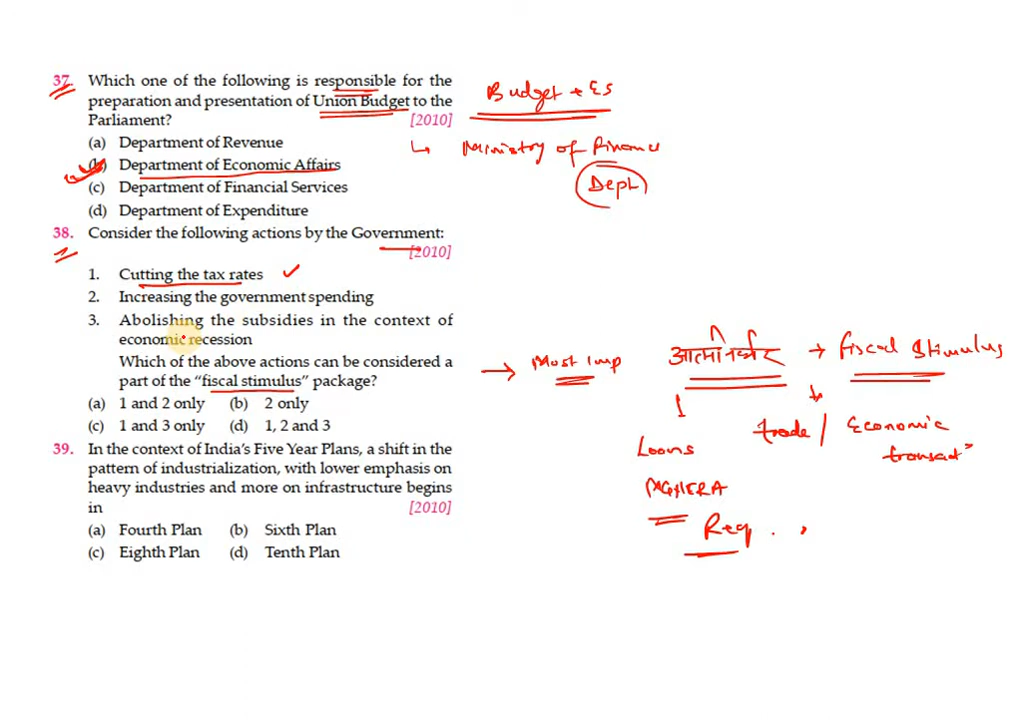 37. Which one of the following is responsible for the
preparation and presentation of Union Budget to the
Parliament? [2010]
(a) Department of Revenue
(b) Department of Economic Affairs
(c) Department of Financial Services
(d) Department of Expenditure
38. Consider the following actions by the Government:
[2010]
1. Cutting the tax rates
2. Increasing the government spending
3. Abolishing the subsidies in the context of
economic recession
Which of the above actions can be considered a
part of the "fiscal stimulus" package?
(a) 1 and 2 only (b) 2 only
(c) 1 and 3 only (d) 1, 2 and 3
39. In the context of India's Five Year Plans, a shift in the
pattern of industrialization, with lower emphasis on
heavy industries and more on infrastructure begins
in [2010]
(a) Fourth Plan (b) Sixth Plan
(c) Eighth Plan (d) Tenth Plan
Budget + ES
Ministry of Finance
Dept
→ Most Imp
→ fiscal Stimulus
Loans
trade / Economic
transact
Req.